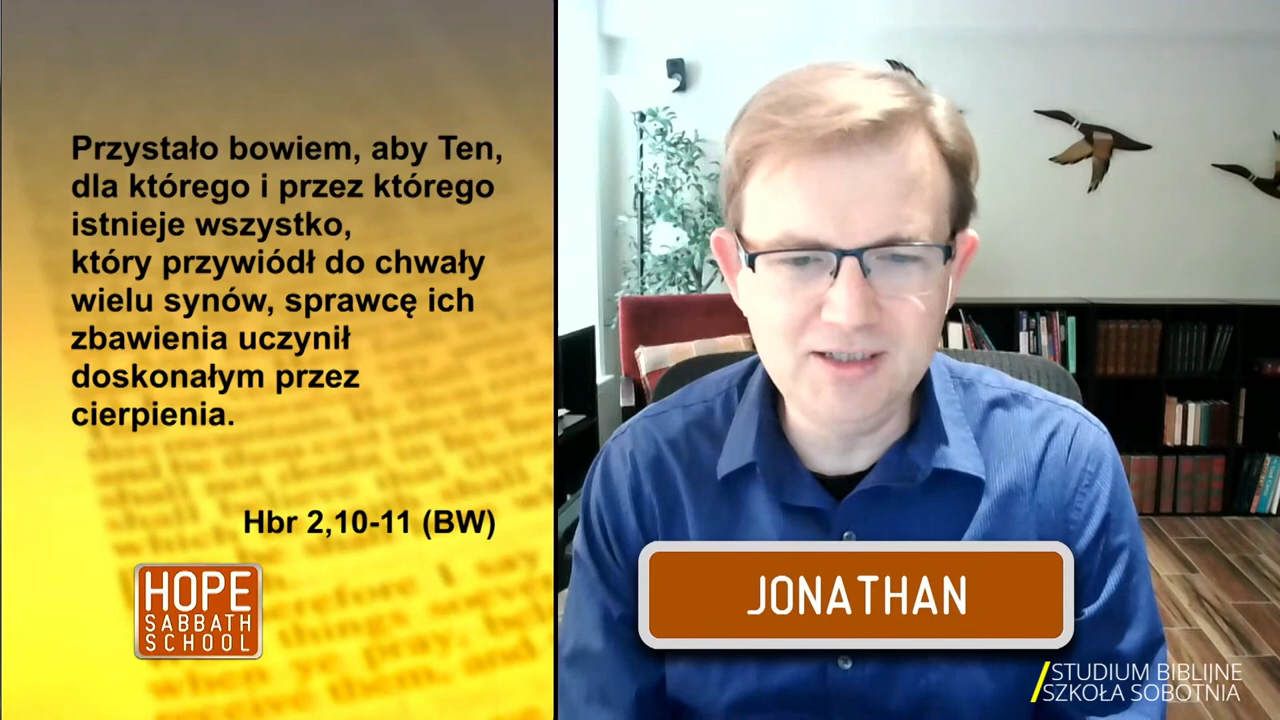 Przystało bowiem, aby Ten,
dla którego i przez którego
istnieje wszystko,
który przywiódł do chwały
wielu synów, sprawcę ich
zbawienia uczynił
doskonałym przez
cierpienia.
Hbr 2,10-11 (BW)
HOPE
SABBATH
SCHOOL
JONATHAN
STUDIUM BIBLIJNE
SZKOŁA SOBOTNIA